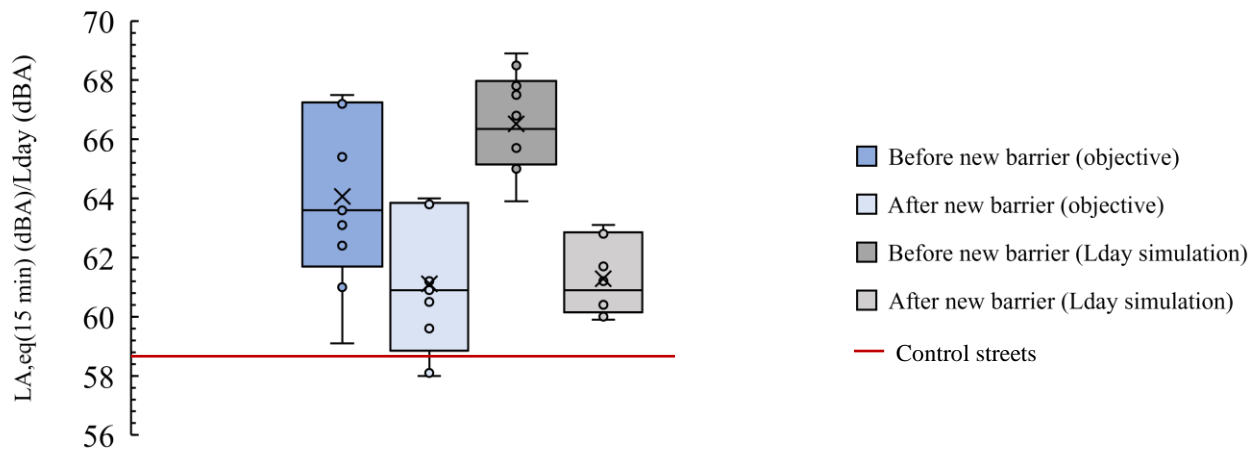 LA,eq(15 min) (dBA)/Lday (dBA)
70
68
66
64
62
60
58
56
Before new barrier (objective)
After new barrier (objective)
Before new barrier (Lday simulation)
After new barrier (Lday simulation)
Control streets